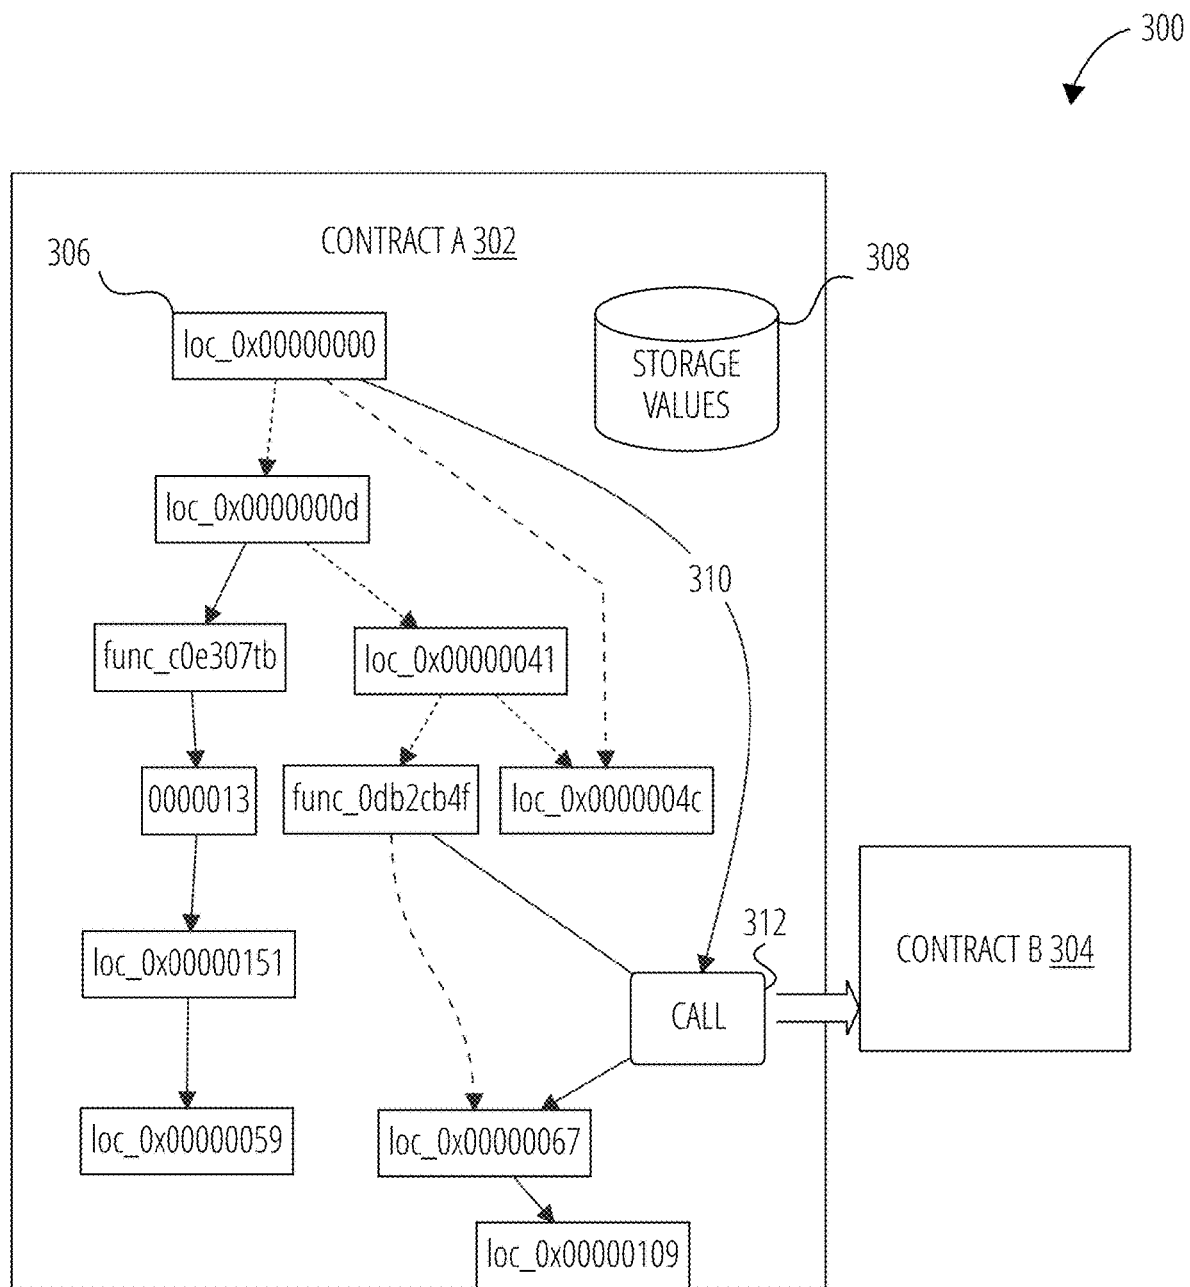 300
CONTRACT A 302
306
308
loc_0x00000000
STORAGE
VALUES
loc_0x0000000d
310
func_c0e307tb
loc_0x00000041
0000013
func_0db2cb4f
loc_0x0000004c
312
loc_0x00000151
CONTRACT B 304
CALL
loc_0x00000059
loc_0x00000067
loc_0x00000109